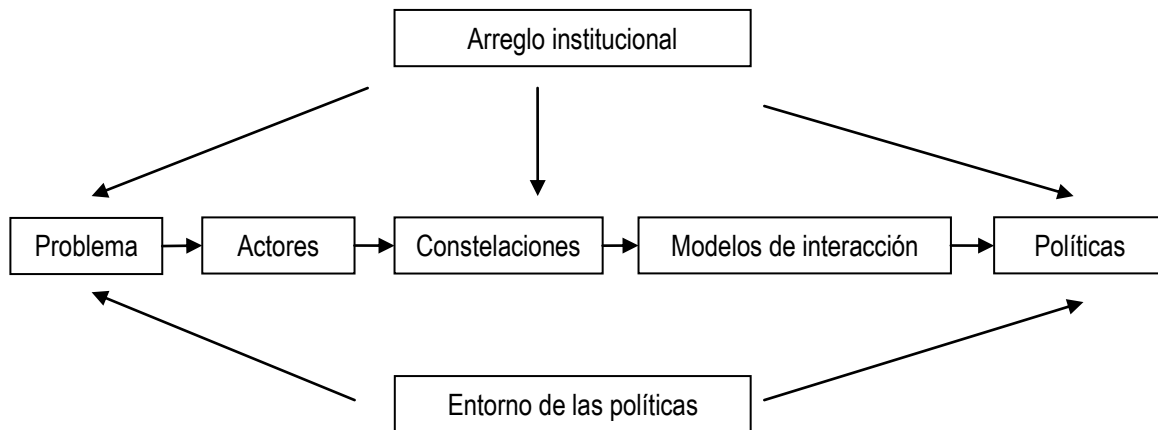 Arreglo institucional
Problema
Actores
Constelaciones
Modelos de interacción
Políticas
Entorno de las políticas